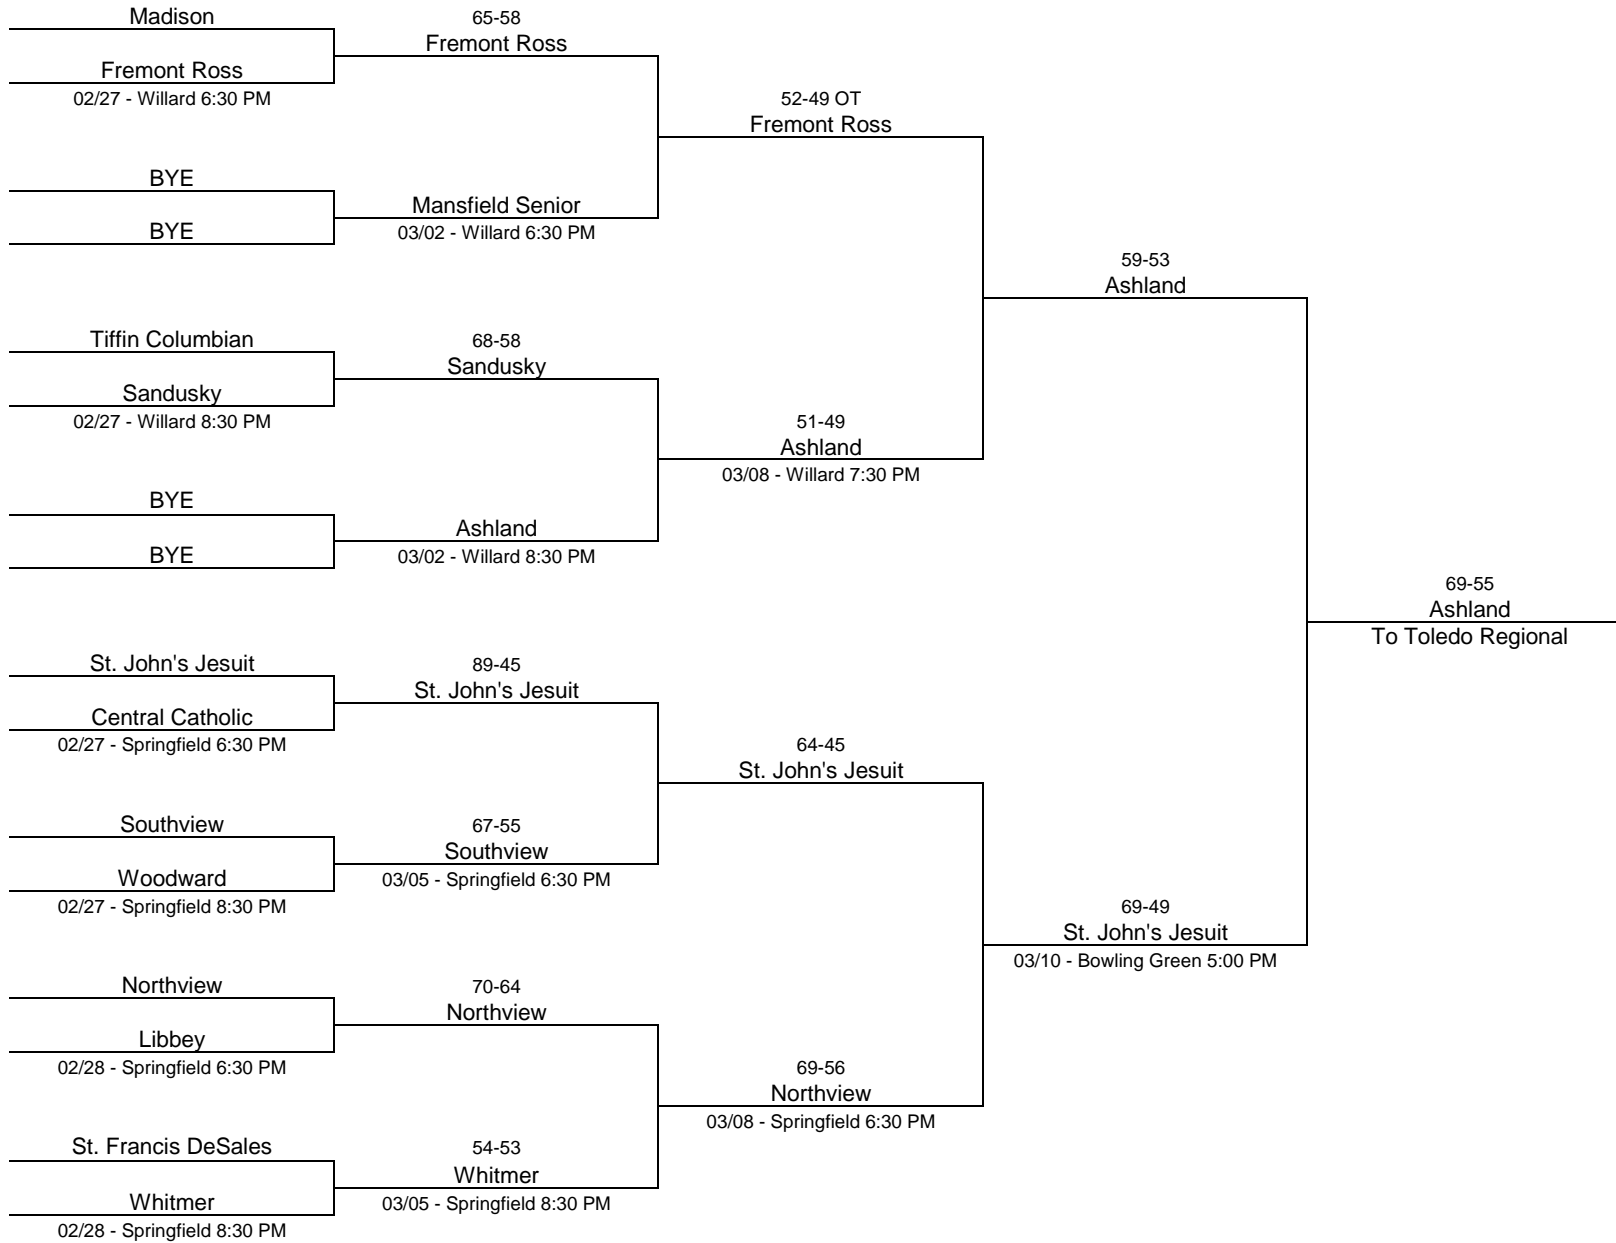 Madison
Fremont Ross
02/27 - Willard 6:30 PM
BYE
BYE
Tiffin Columbian
Sandusky
02/27 - Willard 8:30 PM
BYE
BYE
St. John's Jesuit
Central Catholic
02/27 - Springfield 6:30 PM
Southview
Woodward
02/27 - Springfield 8:30 PM
Northview
Libbey
02/28 - Springfield 6:30 PM
St. Francis DeSales
Whitmer
02/28 - Springfield 8:30 PM
65-58
Fremont Ross
Mansfield Senior
03/02 - Willard 6:30 PM
68-58
Sandusky
Ashland
03/02 - Willard 8:30 PM
89-45
St. John's Jesuit
67-55
Southview
03/05 - Springfield 6:30 PM
70-64
Northview
54-53
Whitmer
03/05 - Springfield 8:30 PM
52-49 OT
Fremont Ross
51-49
Ashland
03/08 - Willard 7:30 PM
64-45
St. John's Jesuit
69-56
Northview
03/08 - Springfield 6:30 PM
59-53
Ashland
69-49
St. John's Jesuit
03/10 - Bowling Green 5:00 PM
69-55
Ashland
To Toledo Regional